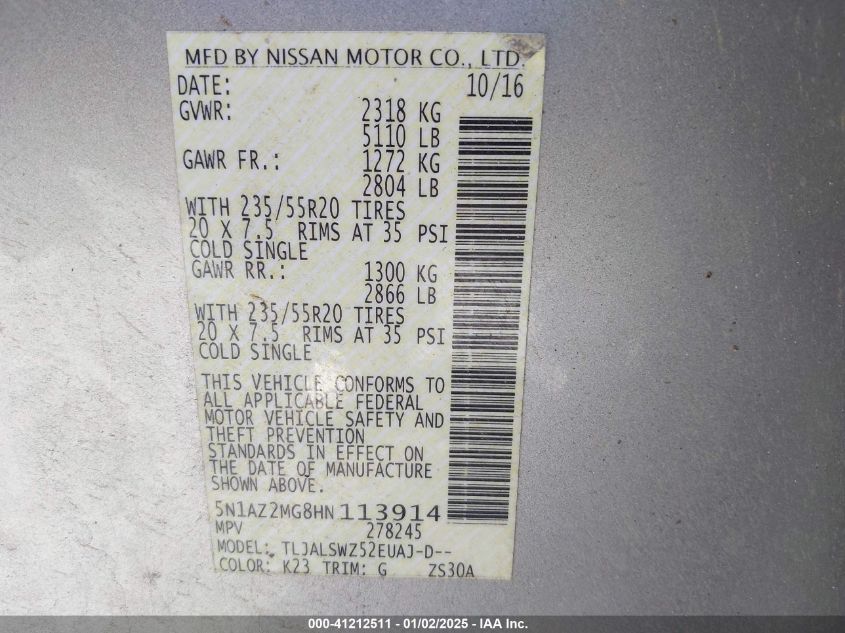 MFD BY NISSAN MOTOR CO., LTD.
DATE: 10/16
GVWR: 2318 KG
5110 LB
GAWR FR.: 1272 KG
2804 LB
WITH 235/55R20 TIRES
20 X 7.5 RIMS AT 35 PSI
COLD SINGLE
GAWR RR.: 1300 KG
2866 LB
WITH 235/55R20 TIRES
20 X 7.5 RIMS AT 35 PSI
COLD SINGLE
THIS VEHICLE CONFORMS TO
ALL APPLICABLE FEDERAL
MOTOR VEHICLE SAFETY AND
THEFT PREVENTION
STANDARDS IN EFFECT ON
THE DATE OF MANUFACTURE
SHOWN ABOVE.
5N1AZ2MG8HN113914
MPV 278245
MODEL: TLJALSWZ52EUAJ-D--
COLOR: K23 TRIM: G ZS30A
000-41212511 - 01/02/2025 - IAA Inc.